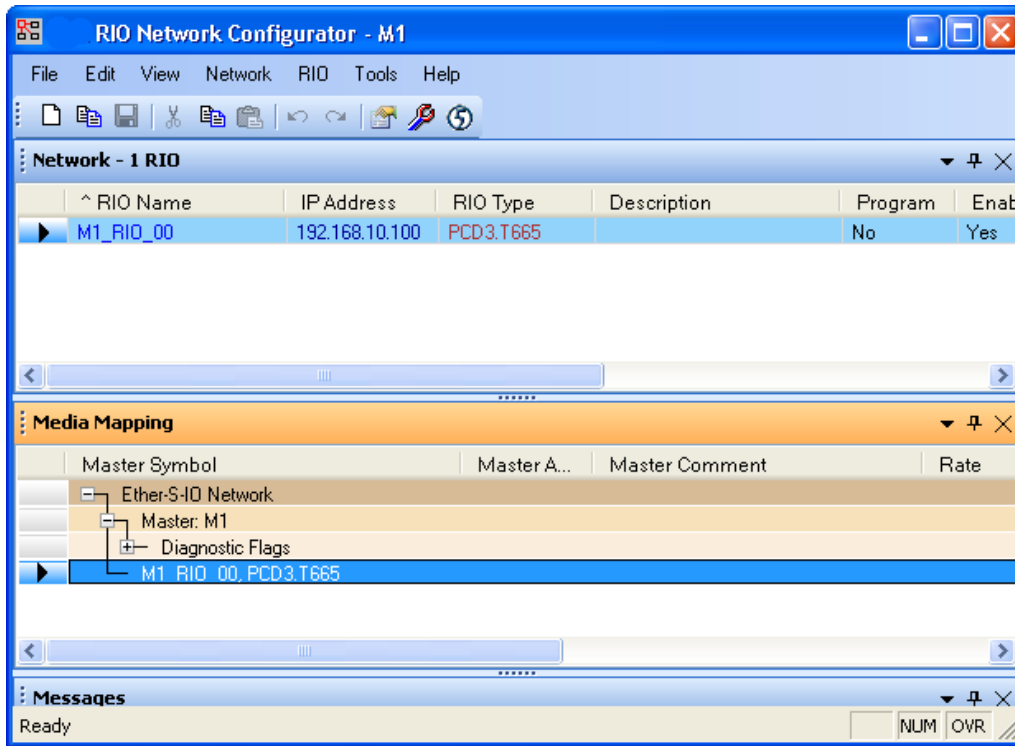 RIO Network Configurator - M1
File Edit View Network RIO Tools Help
Network - 1 RIO
^ RIO Name IP Address RIO Type Description Program Enab
M1_RIO_00 192.168.10.100 PCD3.T665 No Yes
Media Mapping
Master Symbol Master A... Master Comment Rate
Ether-S-IO Network
Master: M1
Diagnostic Flags
M1_RIO_00, PCD3.T665
Messages
Ready NUM OVR